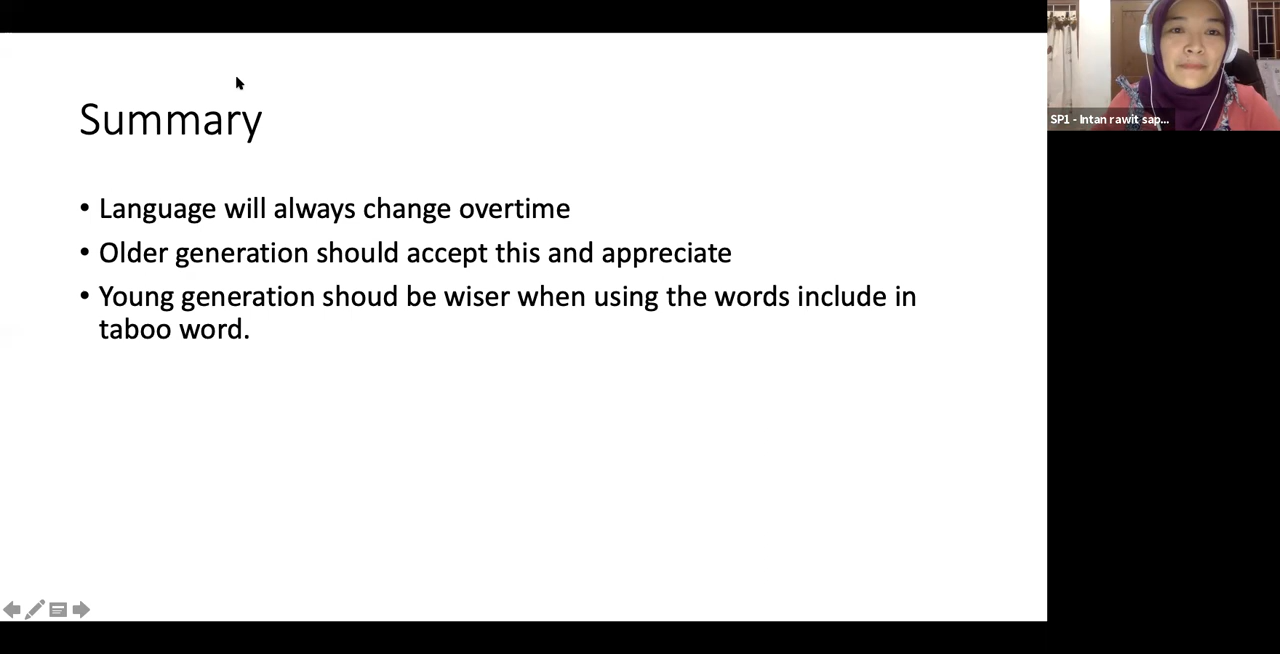 Summary
• Language will always change overtime
• Older generation should accept this and appreciate
• Young generation shoud be wiser when using the words include in
taboo word.
SP1 - Intan rawit sap...